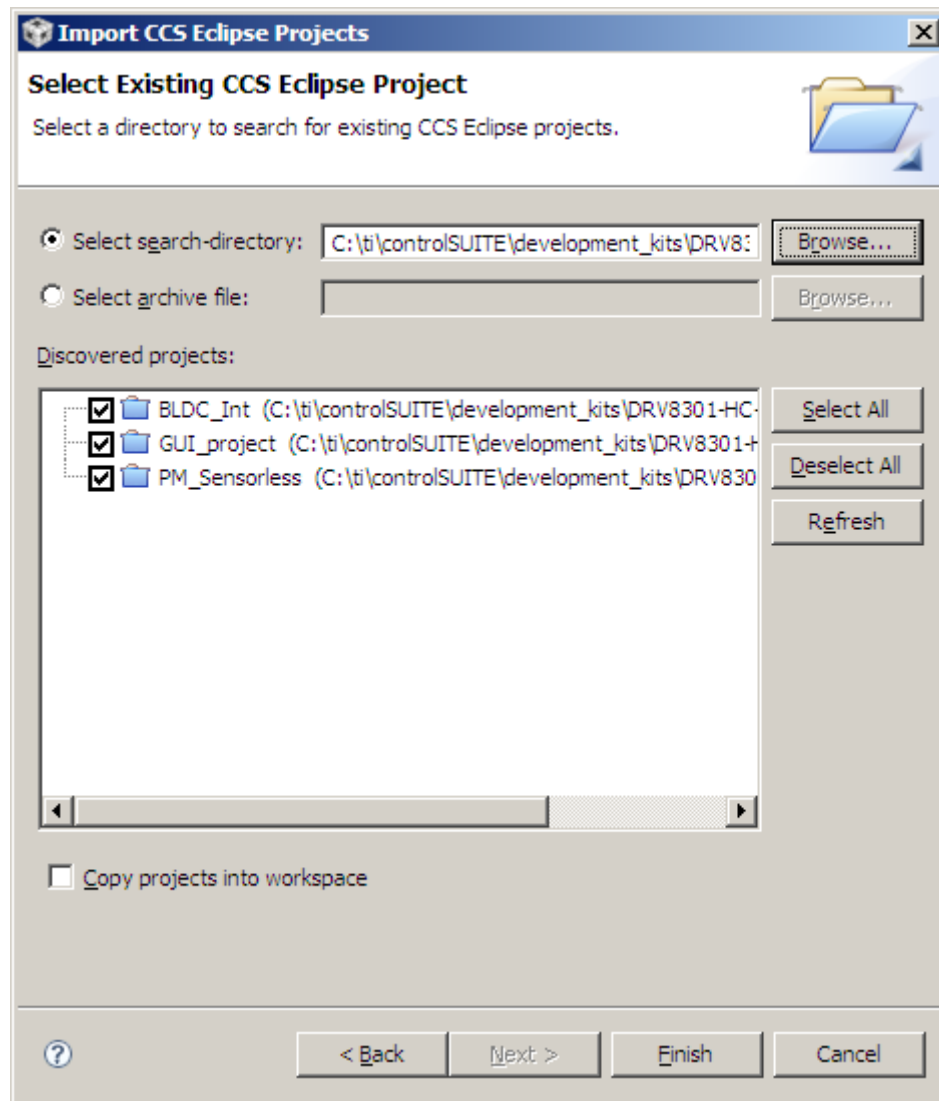 Import CCS Eclipse Projects
Select Existing CCS Eclipse Project
Select a directory to search for existing CCS Eclipse projects.
Select search-directory: C:\ti\controlSUITE\development_kits\DRV83 Browse...
Select archive file: Browse...
Discovered projects:
BLDC_Int (C:\ti\controlSUITE\development_kits\DRV8301-HC- Select All
GUI_project (C:\ti\controlSUITE\development_kits\DRV8301-H
Deselect All
PM_Sensorless (C:\ti\controlSUITE\development_kits\DRV830
Refresh
Copy projects into workspace
? < Back Next > Finish Cancel